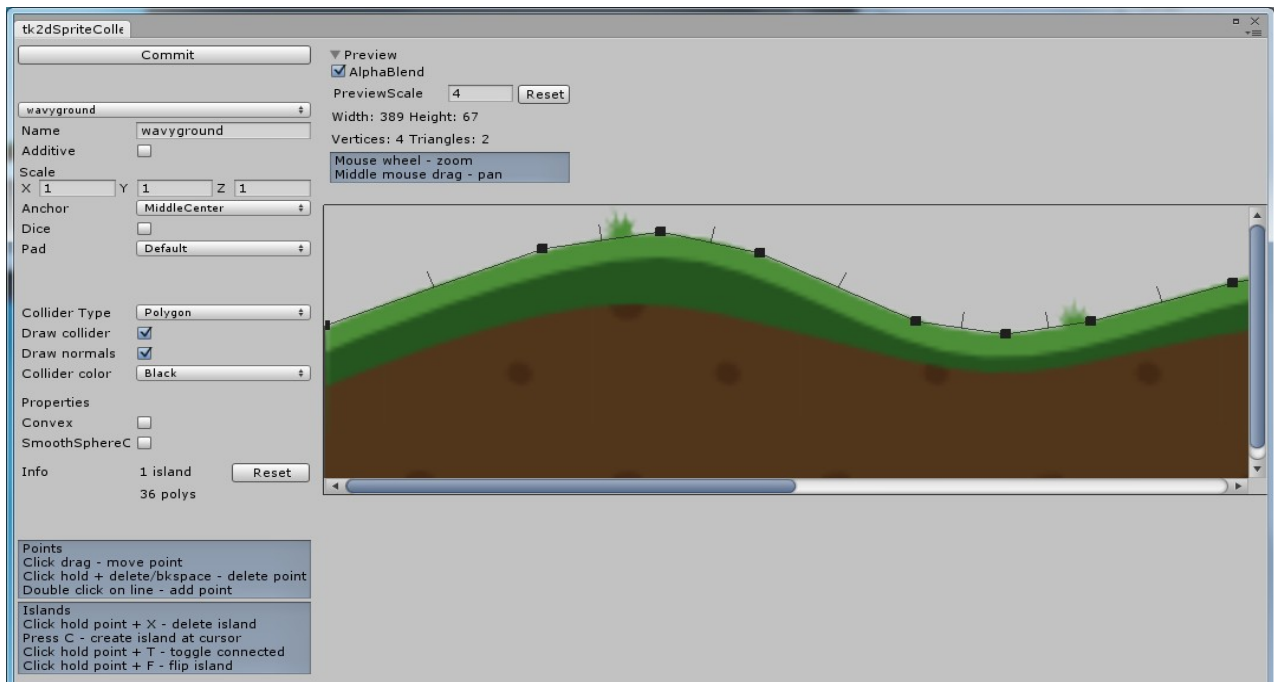 tk2dSpriteColle
Commit
wavyground
Name wavyground
Additive
Scale
X 1 Y 1 Z 1
Anchor MiddleCenter
Dice
Pad Default
Collider Type Polygon
Draw collider
Draw normals
Collider color Black
Properties
Convex
SmoothSphereC
Info 1 island Reset
36 polys
Points
Click drag - move point
Click hold + delete/bkspace - delete point
Double click on line - add point
Islands
Click hold point + X - delete island
Press C - create island at cursor
Click hold point + T - toggle connected
Click hold point + F - flip island
Preview
AlphaBlend
PreviewScale 4 Reset
Width: 389 Height: 67
Vertices: 4 Triangles: 2
Mouse wheel - zoom
Middle mouse drag - pan